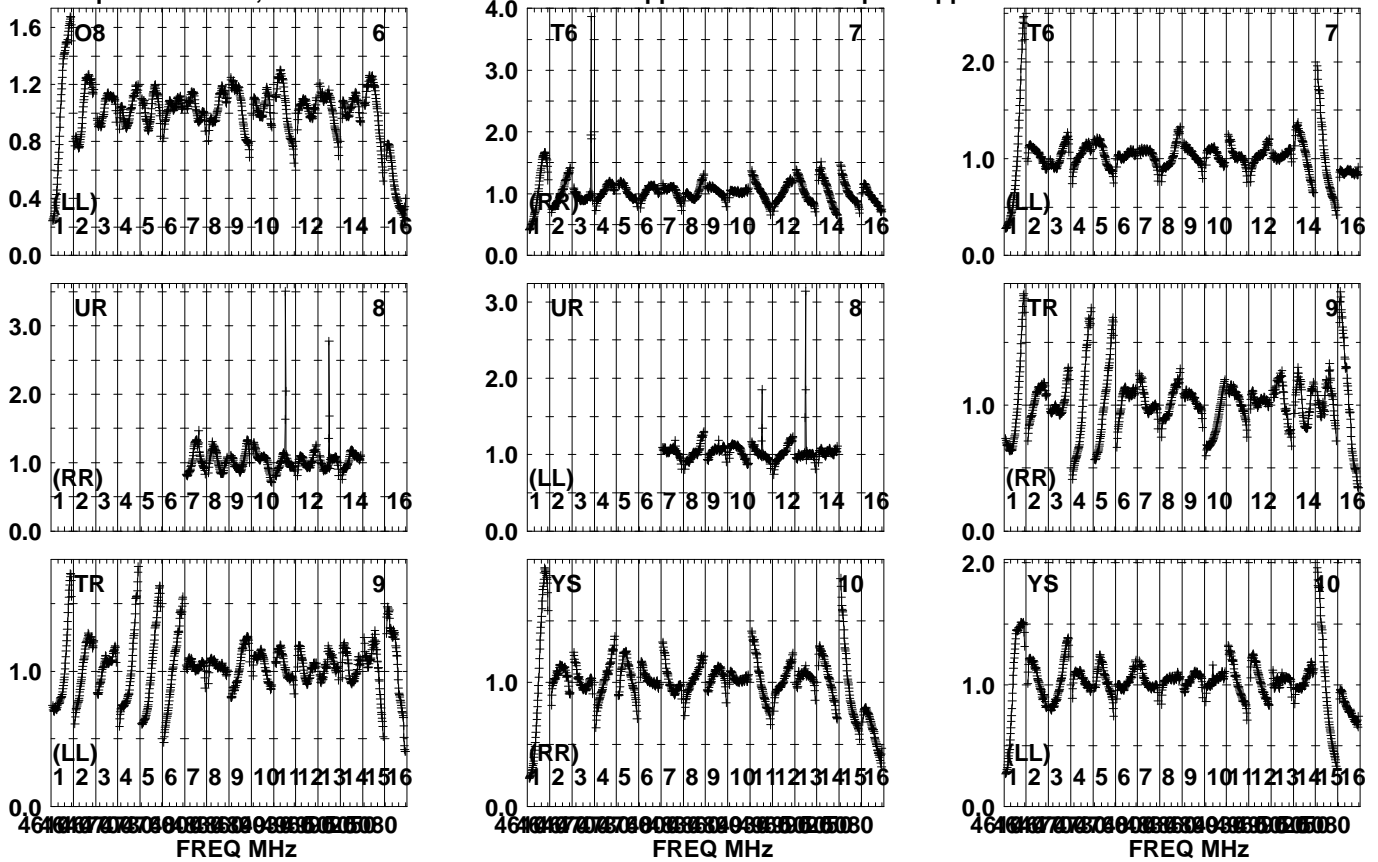 1.6 O8 6
1.2
0.8
0.4 (LL)
1 2 3 4 5 6 7 8 9 10 12 14 16
0.0
4.0 T6 7
3.0
2.0
1.0 (RR)
1 2 3 4 5 6 7 8 9 10 12 14 16
0.0
T6 7
2.0
1.0
(LL)
1 2 3 4 5 6 7 8 9 10 12 14 16
0.0
UR 8
3.0
2.0
1.0
(RR)
1 2 3 4 5 6 7 8 9 10 12 14 16
0.0
3.0 UR 8
2.0
1.0
(LL)
1 2 3 4 5 6 7 8 9 10 12 14 16
0.0
TR 9
1.0
(RR)
1 2 3 4 5 6 7 8 9 10 12 14 16
0.0
TR 9
1.0
(LL)
1 2 3 4 5 6 7 8 9 10 11 12 13 14 15 16
0.0
FREQ MHz
YS 10
1.0
(RR)
1 2 3 4 5 6 7 8 9 10 11 12 13 14 15 16
0.0
FREQ MHz
2.0 YS 10
1.0
(LL)
1 2 3 4 5 6 7 8 9 10 11 12 13 14 15 16
0.0
FREQ MHz